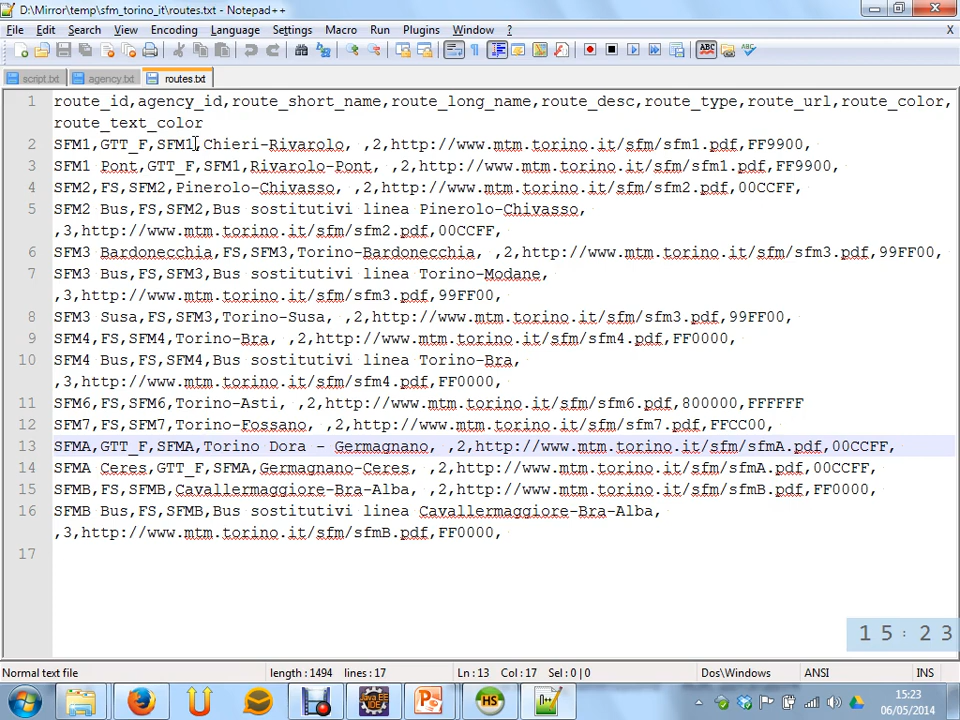 D:\Mirror\temp\sfm_torino_it\routes.txt - Notepad++
File Edit Search View Encoding Language Settings Macro Run Plugins Window ? X
script.txt agency.txt routes.txt
1 route_id,agency_id,route_short_name,route_long_name,route_desc,route_type,route_url,route_color,
route_text_color
2 SFM1,GTT_F,SFM1,Chieri-Rivarolo, ,2,http://www.mtm.torino.it/sfm/sfm1.pdf,FF9900,
3 SFM1 Pont,GTT_F,SFM1,Rivarolo-Pont, ,2,http://www.mtm.torino.it/sfm/sfm1.pdf,FF9900,
4 SFM2,FS,SFM2,Pinerolo-Chivasso, ,2,http://www.mtm.torino.it/sfm/sfm2.pdf,00CCFF,
5 SFM2 Bus,FS,SFM2,Bus sostitutivi linea Pinerolo-Chivasso,
,3,http://www.mtm.torino.it/sfm/sfm2.pdf,00CCFF,
6 SFM3 Bardonecchia,FS,SFM3,Torino-Bardonecchia, ,2,http://www.mtm.torino.it/sfm/sfm3.pdf,99FF00,
7 SFM3 Bus,FS,SFM3,Bus sostitutivi linea Torino-Modane,
,3,http://www.mtm.torino.it/sfm/sfm3.pdf,99FF00,
8 SFM3 Susa,FS,SFM3,Torino-Susa, ,2,http://www.mtm.torino.it/sfm/sfm3.pdf,99FF00,
9 SFM4,FS,SFM4,Torino-Bra, ,2,http://www.mtm.torino.it/sfm/sfm4.pdf,FF0000,
10 SFM4 Bus,FS,SFM4,Bus sostitutivi linea Torino-Bra,
,3,http://www.mtm.torino.it/sfm/sfm4.pdf,FF0000,
11 SFM6,FS,SFM6,Torino-Asti, ,2,http://www.mtm.torino.it/sfm/sfm6.pdf,800000,FFFFFF
12 SFM7,FS,SFM7,Torino-Fossano, ,2,http://www.mtm.torino.it/sfm/sfm7.pdf,FFCC00,
13 SFMA,GTT_F,SFMA,Torino Dora - Germagnano, ,2,http://www.mtm.torino.it/sfm/sfmA.pdf,00CCFF,
14 SFMA Ceres,GTT_F,SFMA,Germagnano-Ceres, ,2,http://www.mtm.torino.it/sfm/sfmA.pdf,00CCFF,
15 SFMB,FS,SFMB,Cavallermaggiore-Bra-Alba, ,2,http://www.mtm.torino.it/sfm/sfmB.pdf,FF0000,
16 SFMB Bus,FS,SFMB,Bus sostitutivi linea Cavallermaggiore-Bra-Alba,
,3,http://www.mtm.torino.it/sfm/sfmB.pdf,FF0000,
17
15:23
Normal text file length : 1494 lines : 17 Ln : 13 Col : 17 Sel : 0 | 0 Dos\Windows ANSI INS
15:23
06/05/2014